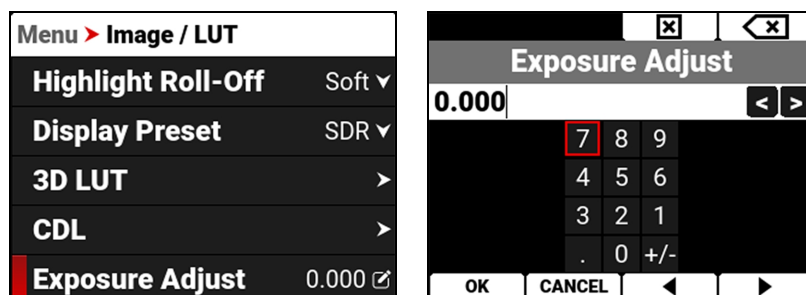 Menu > Image / LUT
Highlight Roll-Off Soft
Display Preset SDR
3D LUT >
CDL >
Exposure Adjust 0.000
Exposure Adjust
0.000 < >
7 8 9
4 5 6
3 2 1
. 0 +/-
OK CANCEL